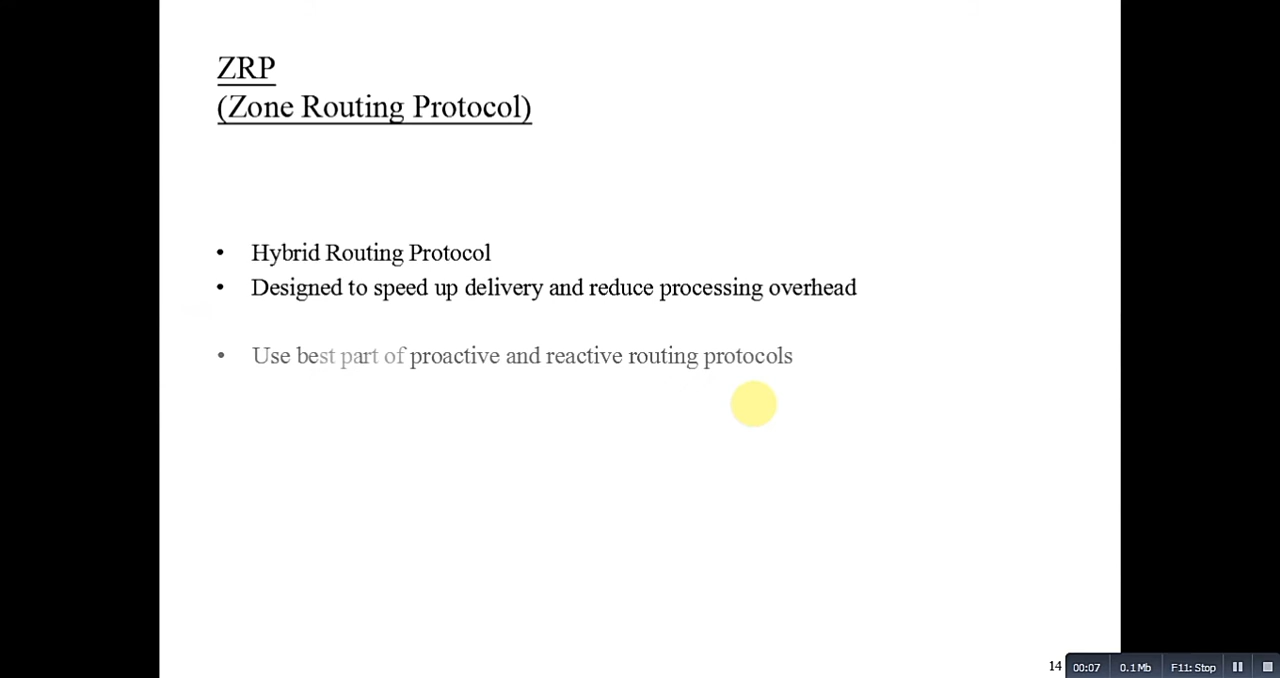 ZRP
(Zone Routing Protocol)
• Hybrid Routing Protocol
• Designed to speed up delivery and reduce processing overhead
• Use best part of proactive and reactive routing protocols
14
00:07 0.1 Mb F11: Stop